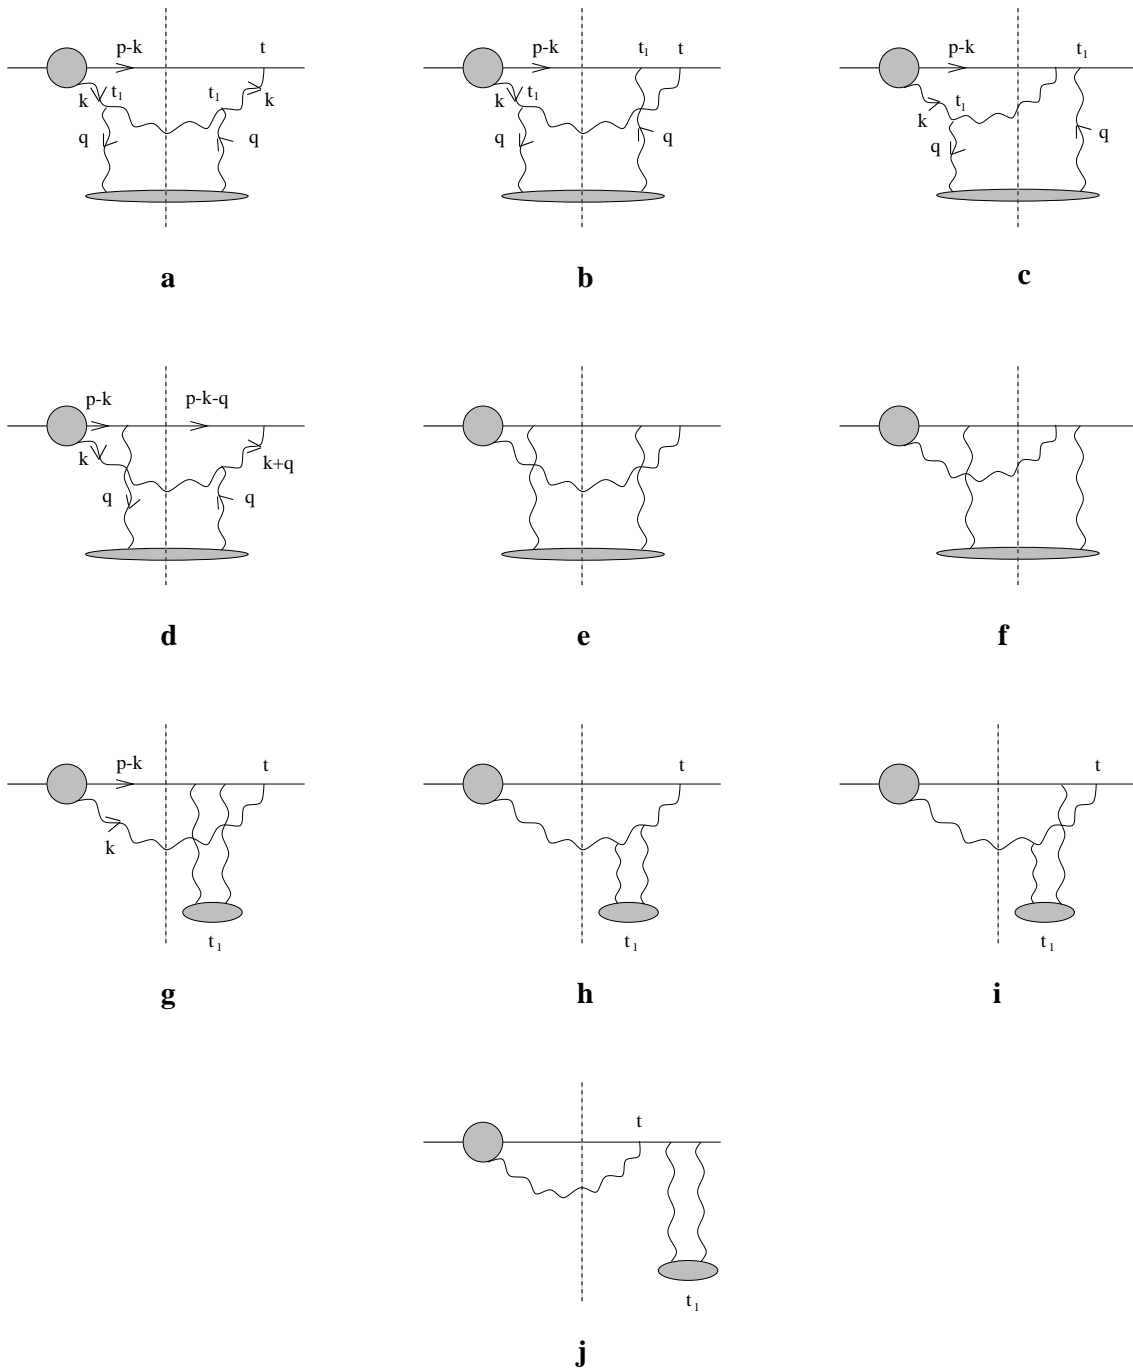 p-k t p-k t₁ t p-k t₁
k t₁ t₁ k k t₁ k t₁
q q q q q q
a b c
p-k p-k-q
k k+q
q q
d e f
p-k t t t
k
t₁ t₁ t₁
g h i
t
t₁
j